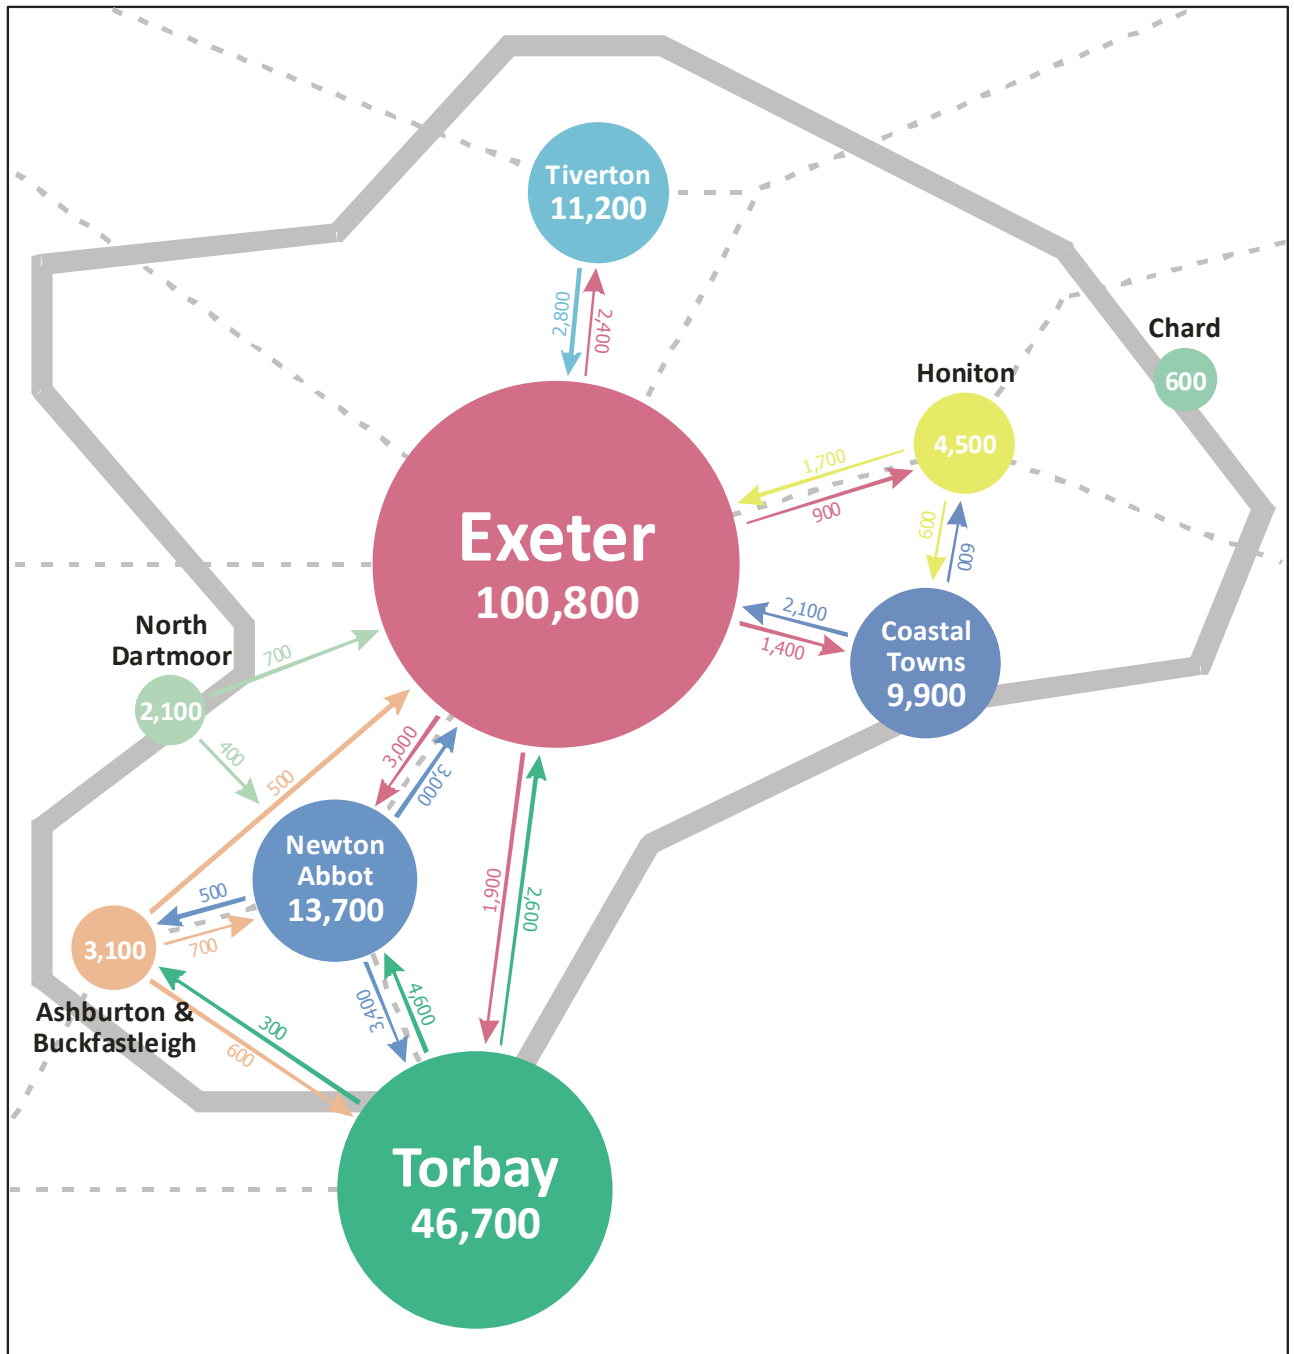 Tiverton
11,200
2,800
2,400
Chard
600
Honiton
4,500
1,700
900
600
600
Exeter
100,800
2,100
1,400
Coastal
Towns
9,900
North
Dartmoor
2,100
700
400
500
3,000
3,000
Newton
Abbot
13,700
500
700
3,100
Ashburton &
Buckfastleigh
1,900
2,600
3,400
4,600
300
600
Torbay
46,700